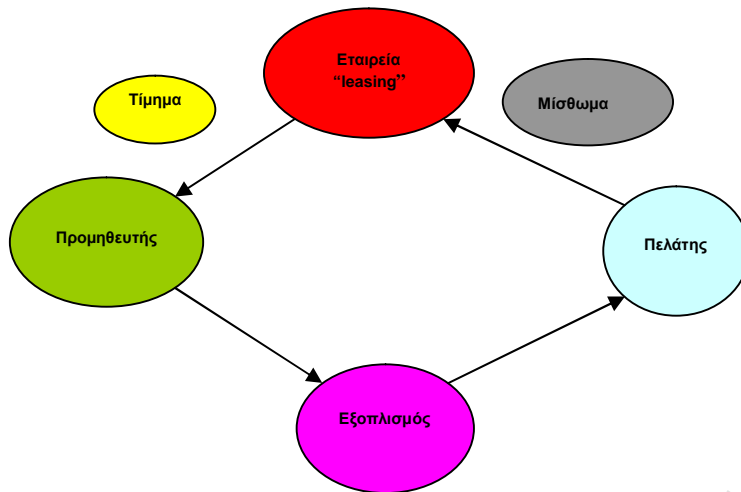 Εταιρεία
“leasing”
Τίμημα
Μίσθωμα
Προμηθευτής
Πελάτης
Εξοπλισμός